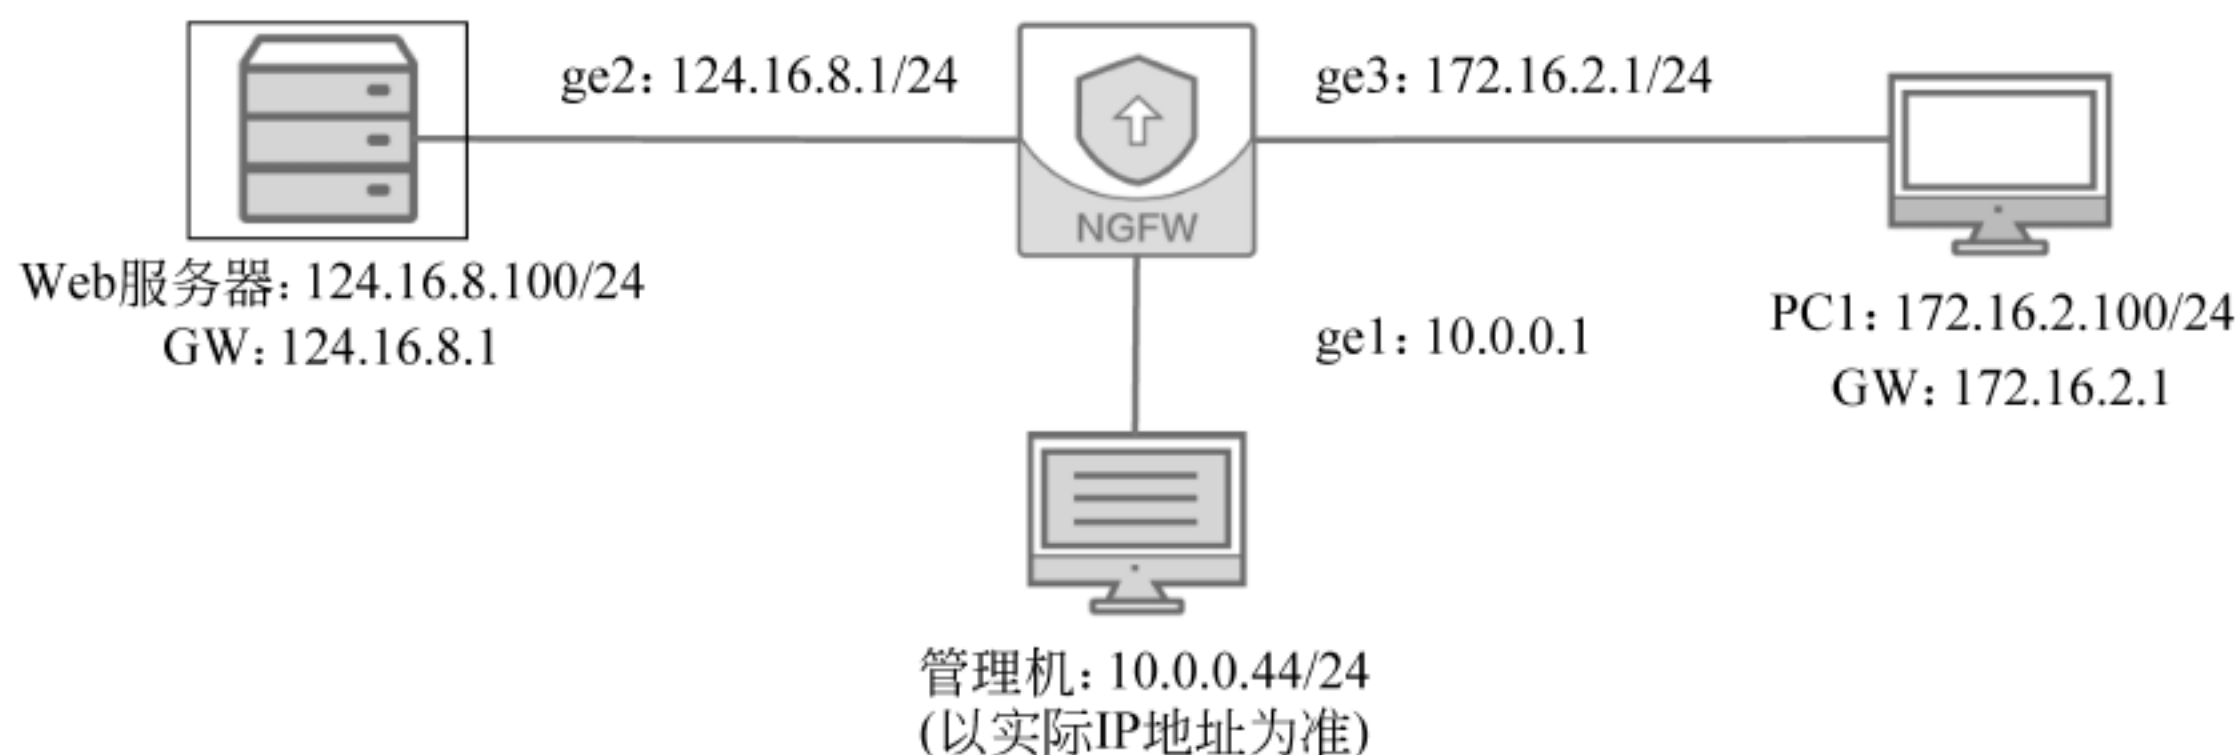 ge2: 124.16.8.1/24
ge3: 172.16.2.1/24
NGFW
Web服务器: 124.16.8.100/24
GW: 124.16.8.1
ge1: 10.0.0.1
PC1: 172.16.2.100/24
GW: 172.16.2.1
管理机: 10.0.0.44/24
(以实际IP地址为准)